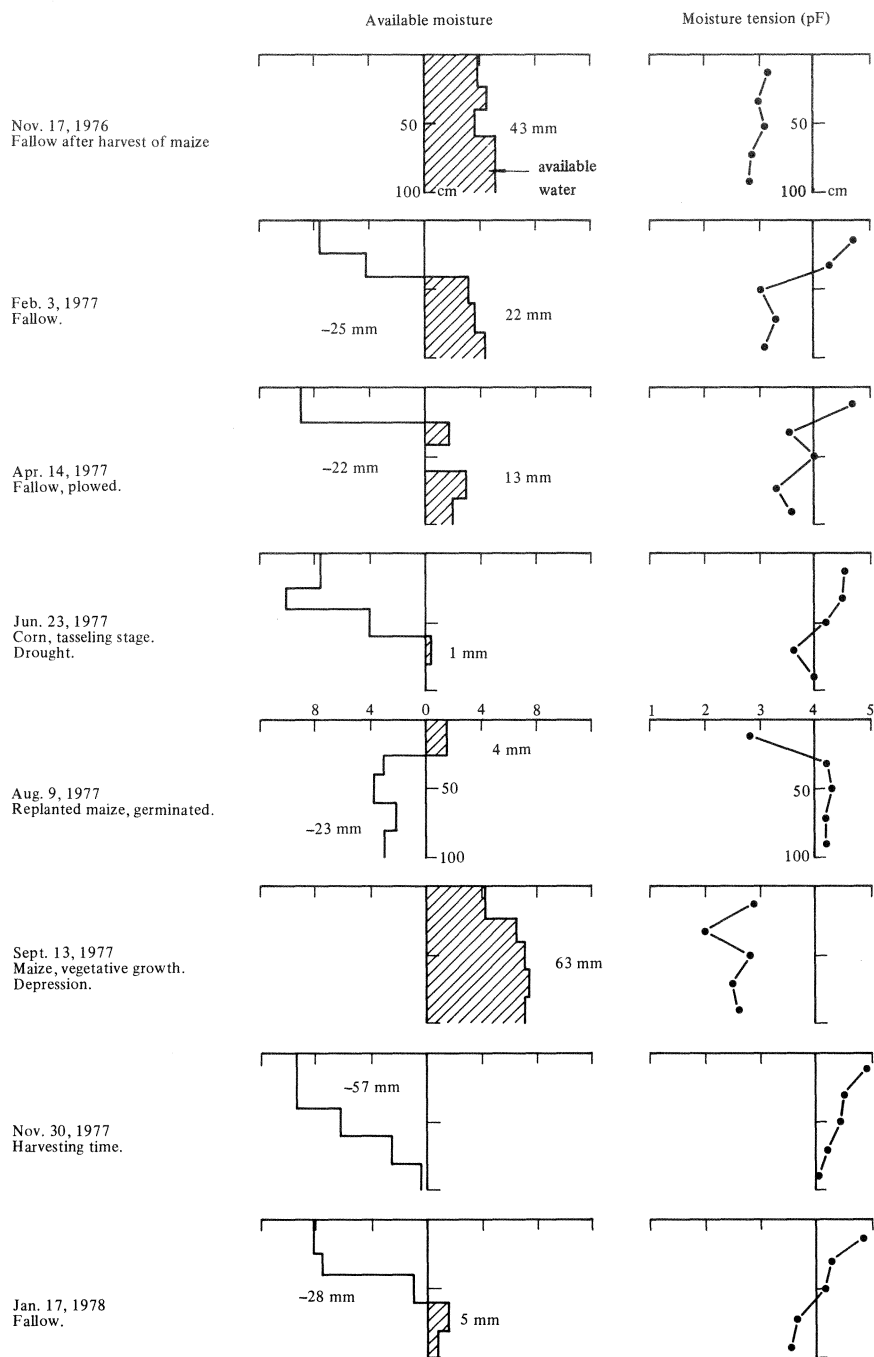 Available moisture
Moisture tension (pF)
Nov. 17, 1976
Fallow after harvest of maize
50
43 mm
available
water
100 cm
50
100 cm
Feb. 3, 1977
Fallow.
–25 mm
22 mm
Apr. 14, 1977
Fallow, plowed.
–22 mm
13 mm
Jun. 23, 1977
Corn, tasseling stage.
Drought.
1 mm
8 4 0 4 8
1 2 3 4 5
Aug. 9, 1977
Replanted maize, germinated.
4 mm
50
–23 mm
100
50
100
Sept. 13, 1977
Maize, vegetative growth.
Depression.
63 mm
Nov. 30, 1977
Harvesting time.
–57 mm
Jan. 17, 1978
Fallow.
–28 mm
5 mm